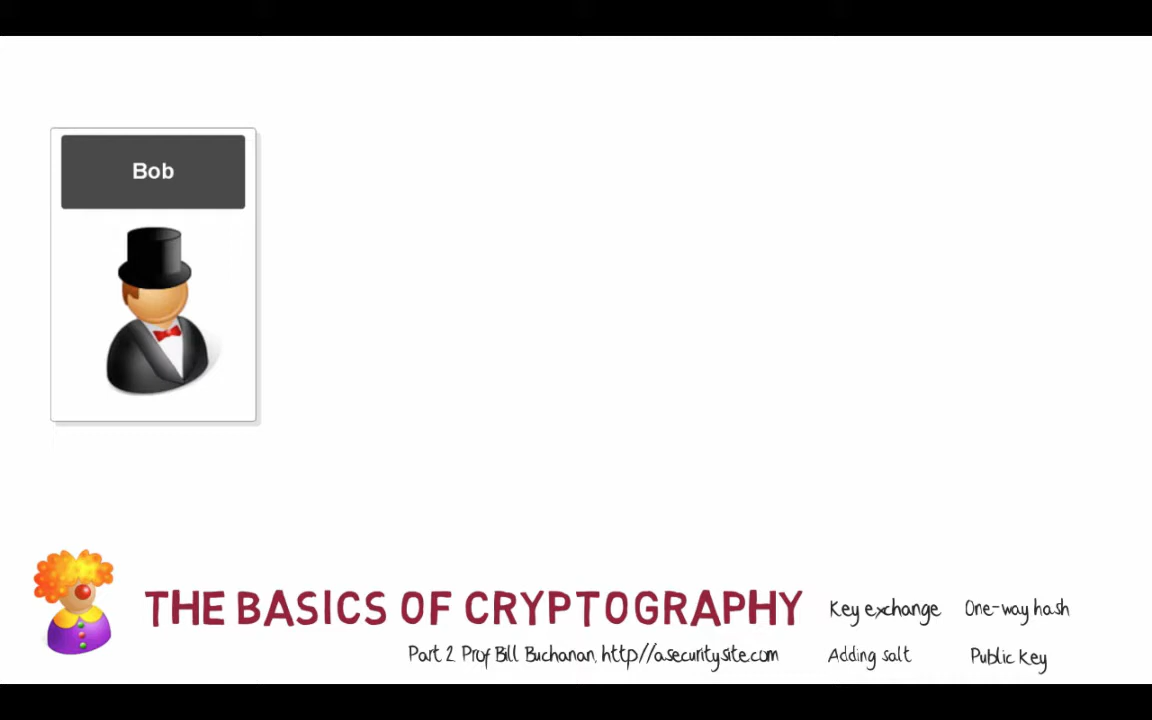 Bob
THE BASICS OF CRYPTOGRAPHY
Key exchange
One-way hash
Part 2. Prof Bill Buchanan, http//asecuritysite.com
Adding salt
Public Key